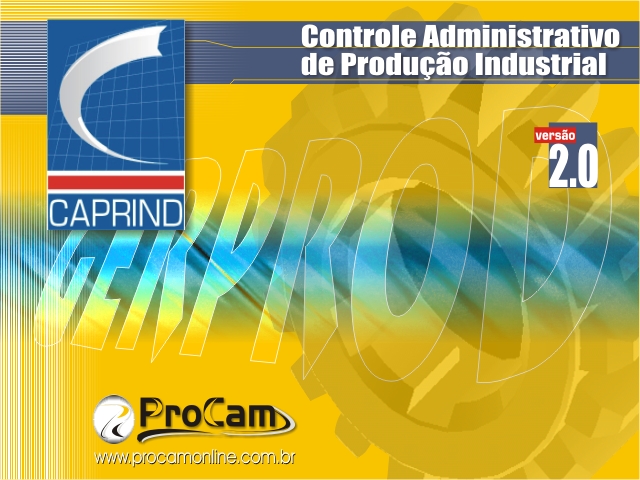 Controle Administrativo
de Produção Industrial
versão
2.0
CAPRIND
GERPROD
ProCam
www.procamonline.com.br